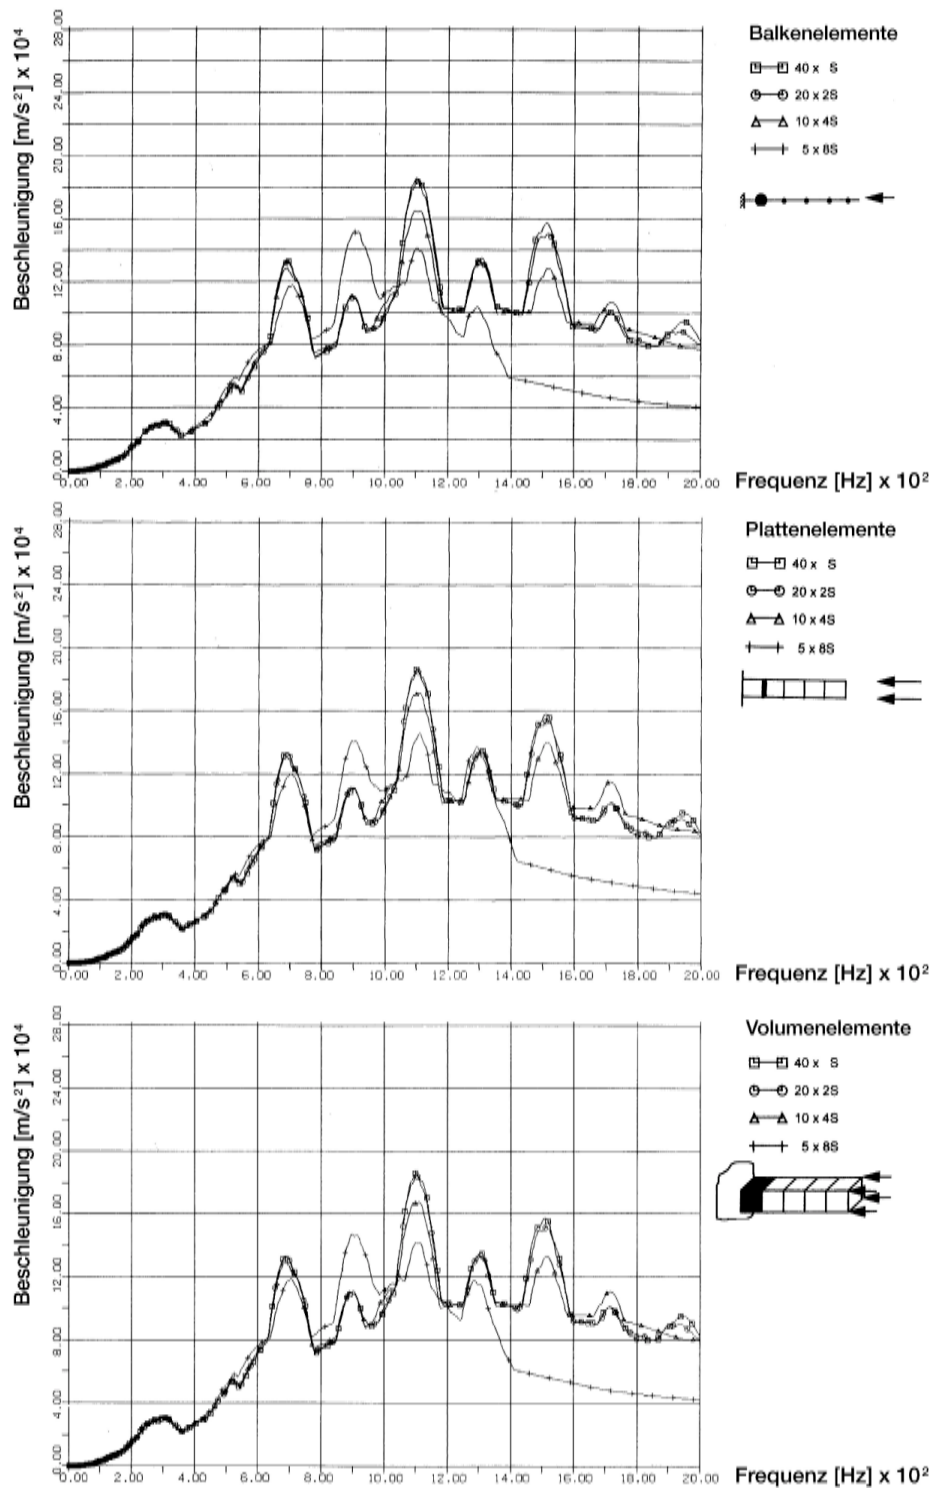 Balkenelemente
40 x S
20 x 2S
10 x 4S
5 x 8S
Beschleunigung [m/s²] x 10⁴
28.00
24.00
20.00
16.00
12.00
8.00
4.00
0.00
0.00 2.00 4.00 6.00 8.00 10.00 12.00 14.00 16.00 18.00 20.00
Frequenz [Hz] x 10²
Plattenelemente
40 x S
20 x 2S
10 x 4S
5 x 8S
Beschleunigung [m/s²] x 10⁴
28.00
24.00
20.00
16.00
12.00
8.00
4.00
0.00
0.00 2.00 4.00 6.00 8.00 10.00 12.00 14.00 16.00 18.00 20.00
Frequenz [Hz] x 10²
Volumenelemente
40 x S
20 x 2S
10 x 4S
5 x 8S
Beschleunigung [m/s²] x 10⁴
28.00
24.00
20.00
16.00
12.00
8.00
4.00
0.00
0.00 2.00 4.00 6.00 8.00 10.00 12.00 14.00 16.00 18.00 20.00
Frequenz [Hz] x 10²